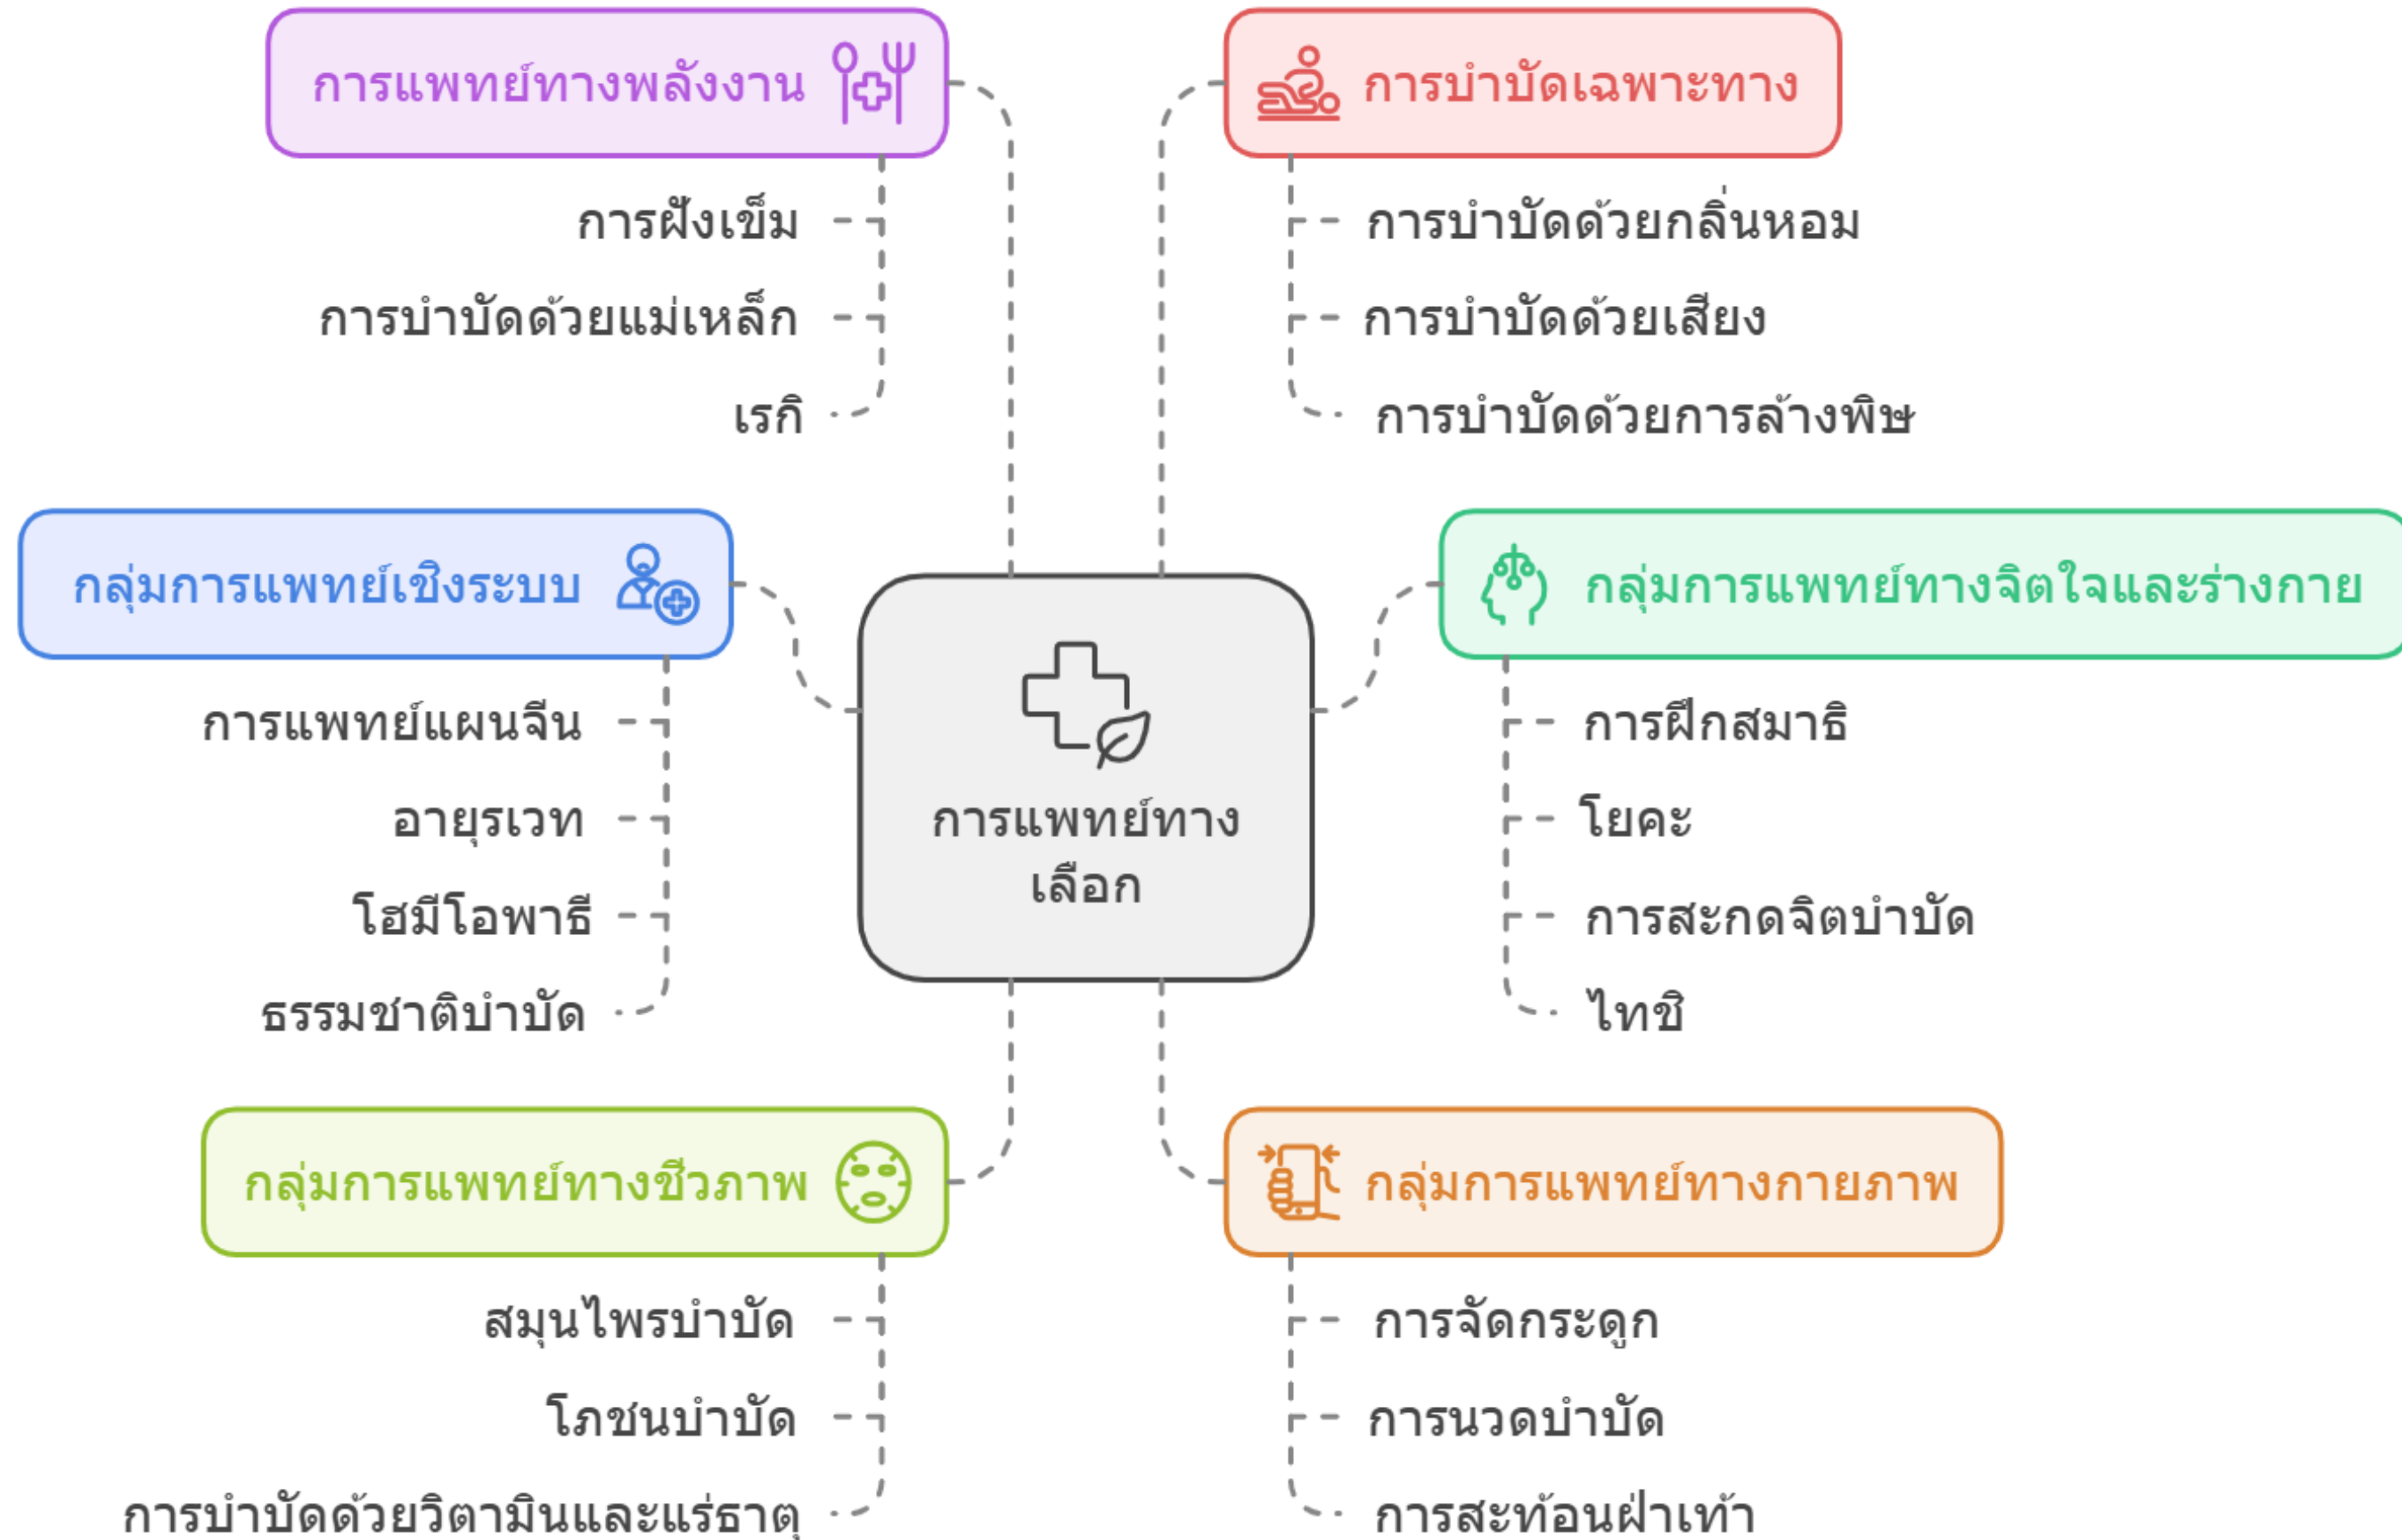 การแพทย์ทางพลังงาน
การฝังเข็ม
การบำบัดด้วยแม่เหล็ก
เรกิ
การบำบัดเฉพาะทาง
การบำบัดด้วยกลิ่นหอม
การบำบัดด้วยเสียง
การบำบัดด้วยการล้างพิษ
กลุ่มการแพทย์เชิงระบบ
การแพทย์แผนจีน
อายุรเวท
โฮมีโอพาธี
ธรรมชาติบำบัด
การแพทย์ทาง
เลือก
กลุ่มการแพทย์ทางจิตใจและร่างกาย
การฝึกสมาธิ
โยคะ
การสะกดจิตบำบัด
ไทชิ
กลุ่มการแพทย์ทางชีวภาพ
สมุนไพรบำบัด
โภชนบำบัด
การบำบัดด้วยวิตามินและแร่ธาตุ
กลุ่มการแพทย์ทางกายภาพ
การจัดกระดูก
การนวดบำบัด
การสะท้อนฝ่าเท้า